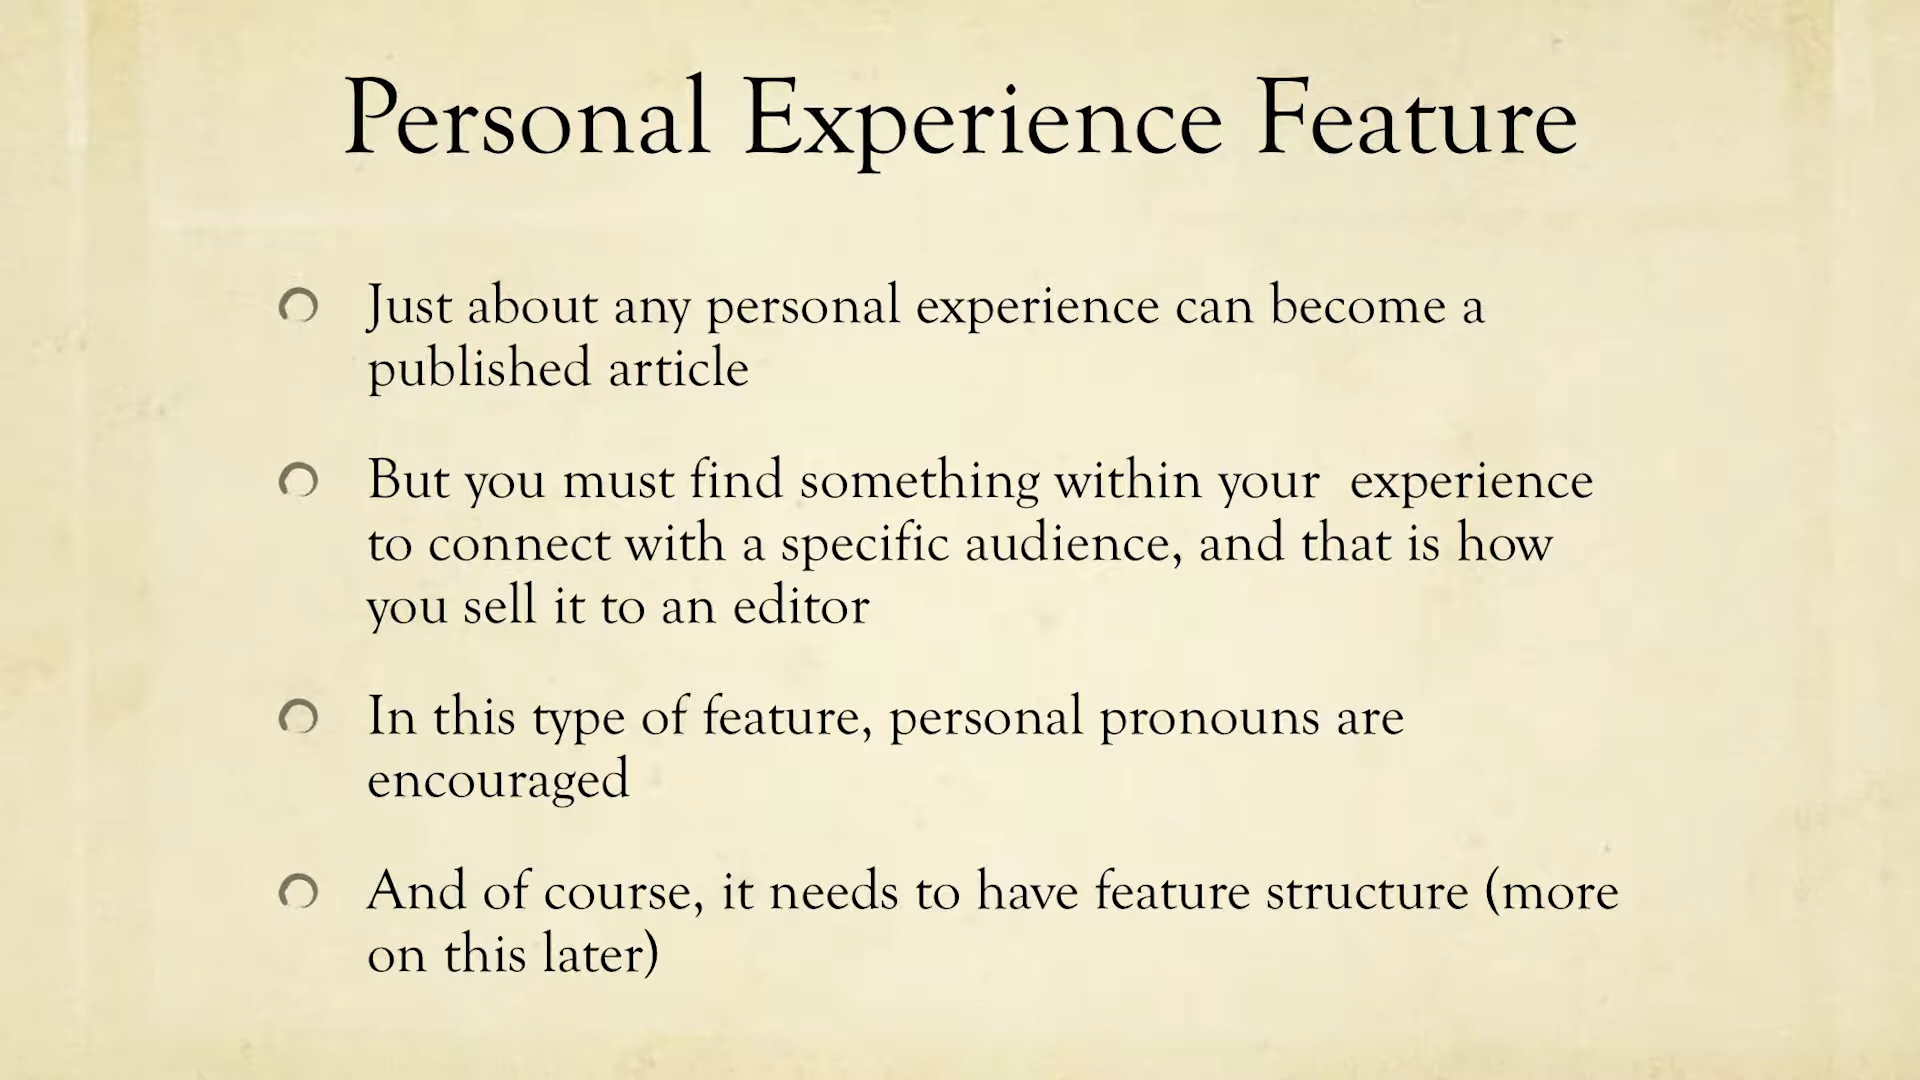 Personal Experience Feature
Just about any personal experience can become a
published article
But you must find something within your  experience
to connect with a specific audience, and that is how
you sell it to an editor
In this type of feature, personal pronouns are
encouraged
And of course, it needs to have feature structure (more
on this later)